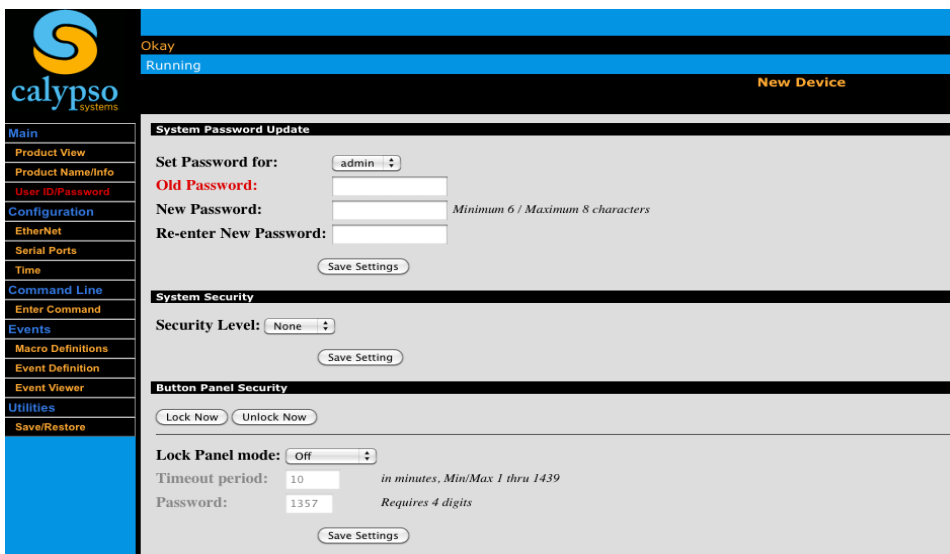 calypso
systems
Okay
Running
New Device
Main
Product View
Product Name/Info
User ID/Password
Configuration
EtherNet
Serial Ports
Time
Command Line
Enter Command
Events
Macro Definitions
Event Definition
Event Viewer
Utilities
Save/Restore
System Password Update
Set Password for: admin
Old Password:
New Password: Minimum 6 / Maximum 8 characters
Re-enter New Password:
Save Settings
System Security
Security Level: None
Save Setting
Button Panel Security
Lock Now Unlock Now
Lock Panel mode: Off
Timeout period: 10 in minutes, Min/Max 1 thru 1439
Password: 1357 Requires 4 digits
Save Settings